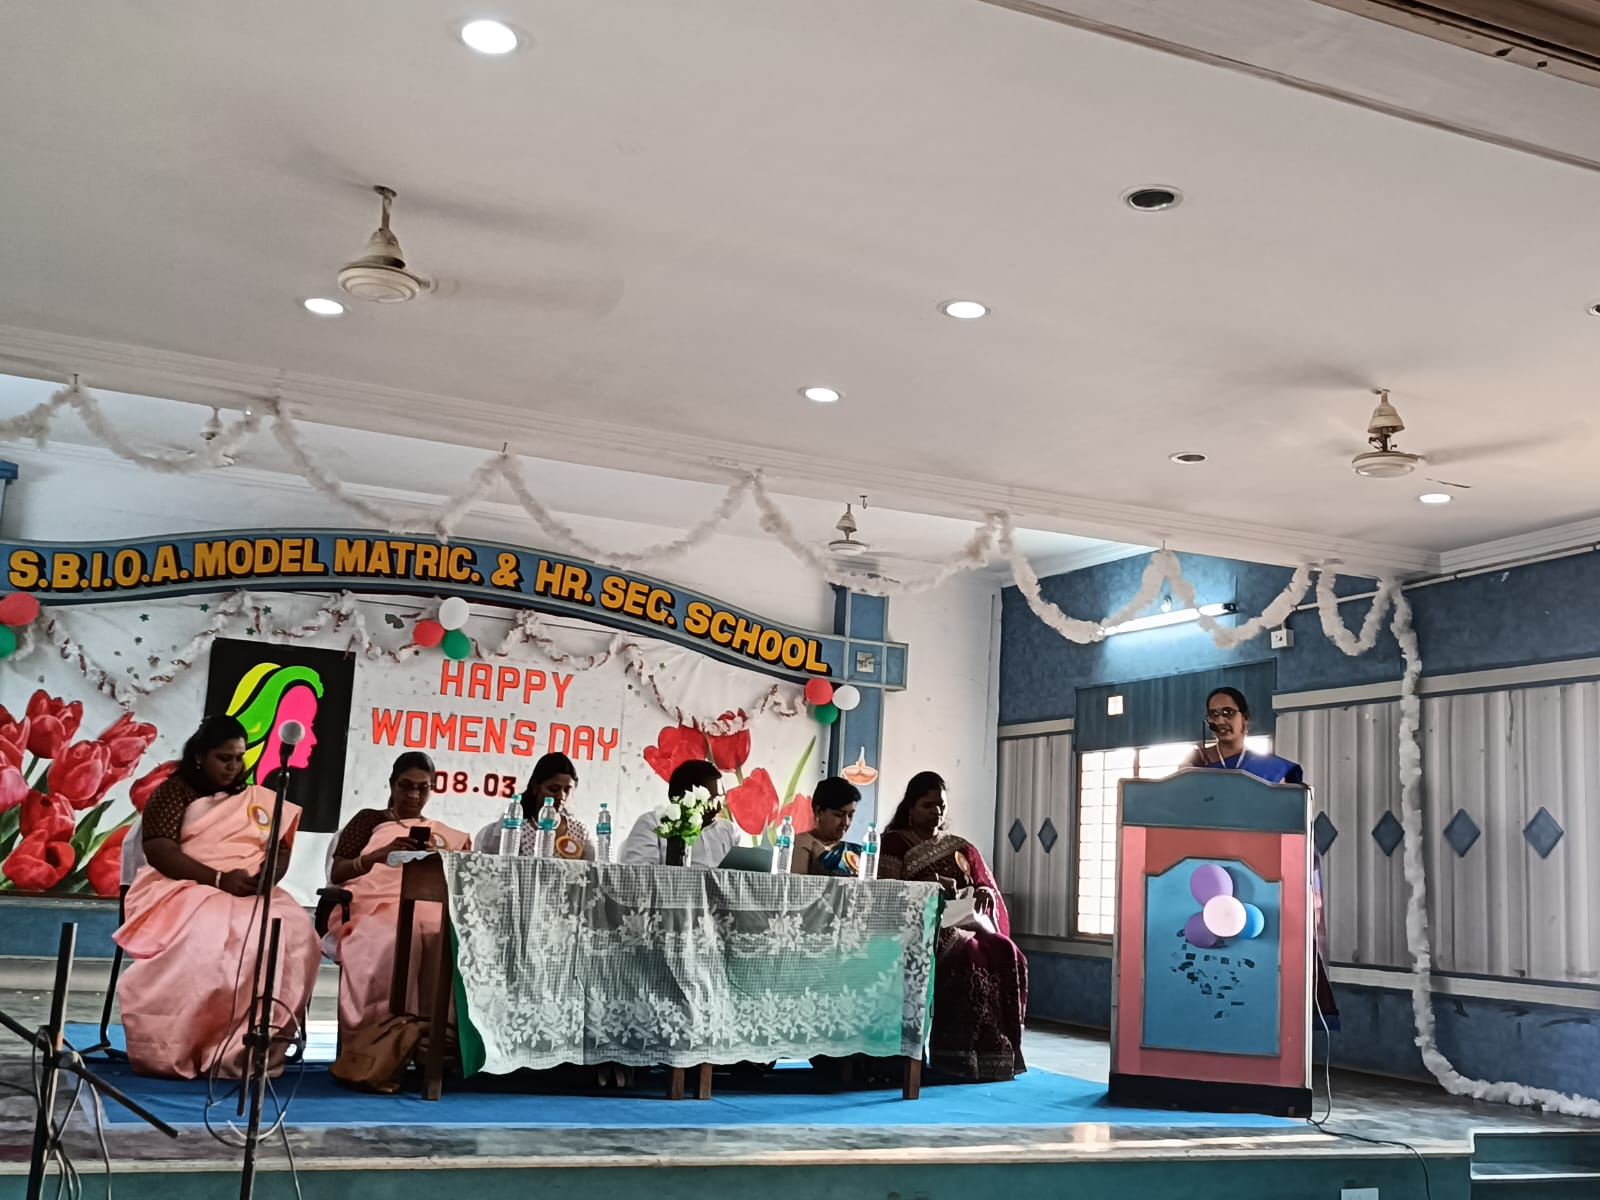 S.B.I.O.A. MODEL MATRIC. & HR. SEC. SCHOOL
HAPPY
WOMEN'S DAY
08.03